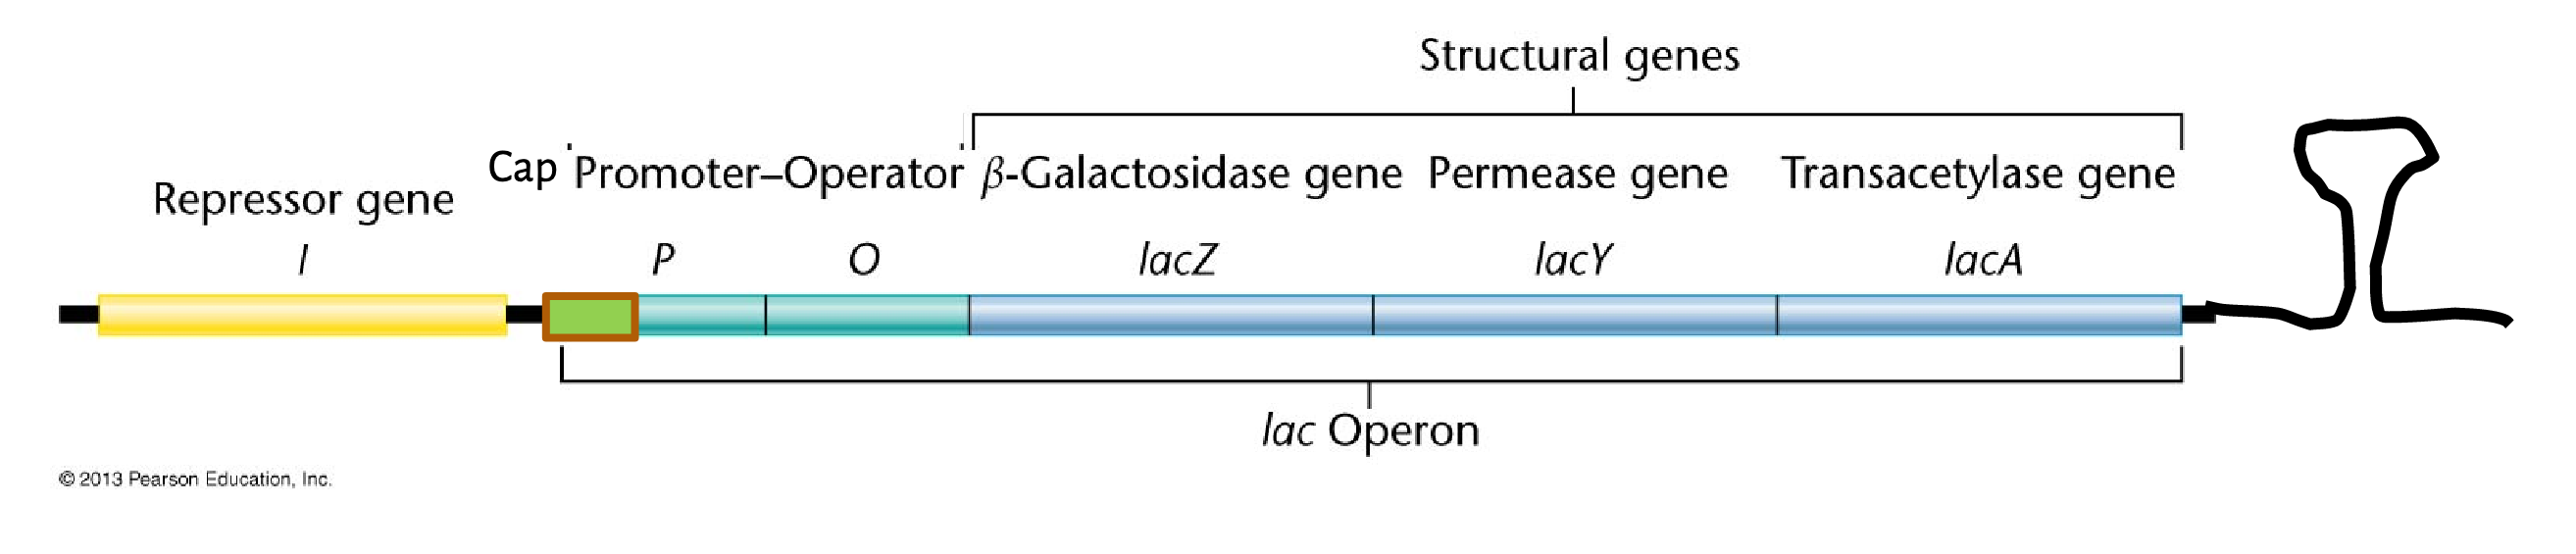 Structural genes
Cap Promoter–Operator β-Galactosidase gene Permease gene Transacetylase gene
Repressor gene
I P O lacZ lacY lacA
lac Operon
© 2013 Pearson Education, Inc.